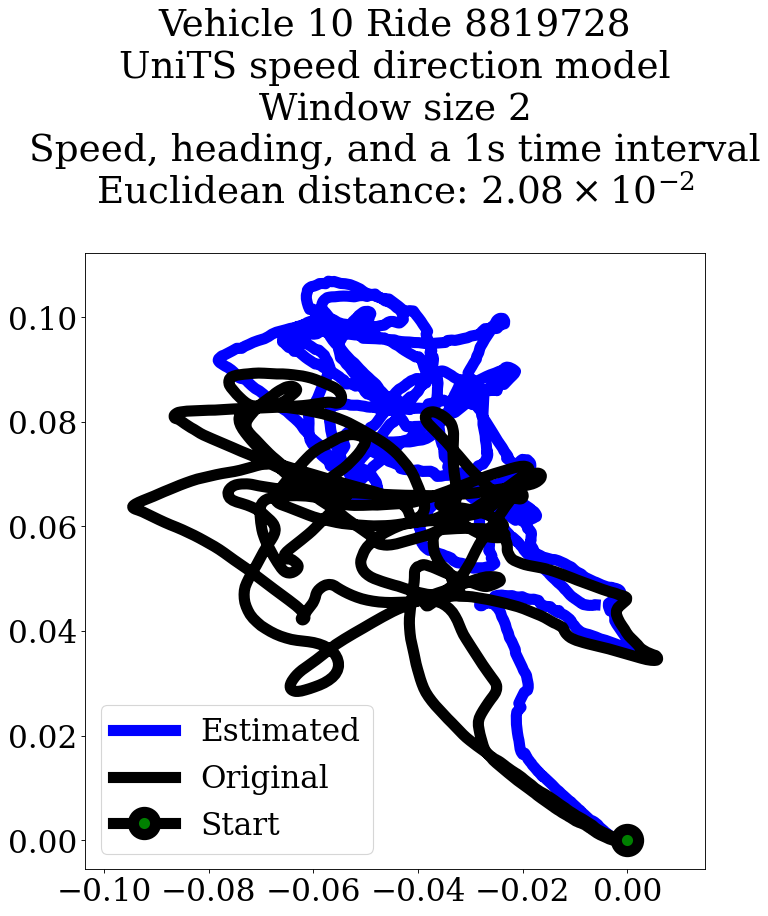 Vehicle 10 Ride 8819728
UniTS speed direction model
Window size 2
Speed, heading, and a 1s time interval
Euclidean distance: 2.08 × 10⁻²
0.10
0.08
0.06
0.04
0.02
0.00
Estimated
Original
Start
−0.10 −0.08 −0.06 −0.04 −0.02 0.00